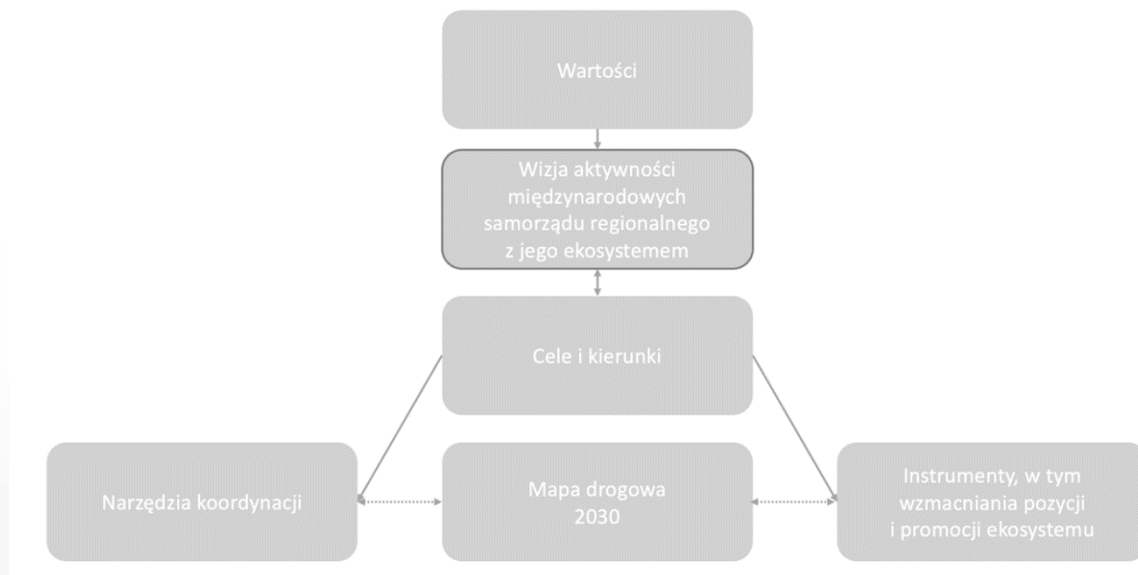 Wartości
Wizja aktywności
międzynarodowych
samorządu regionalnego
z jego ekosystemem
Cele i kierunki
Narzędzia koordynacji
Mapa drogowa
2030
Instrumenty, w tym
wzmacniania pozycji
i promocji ekosystemu